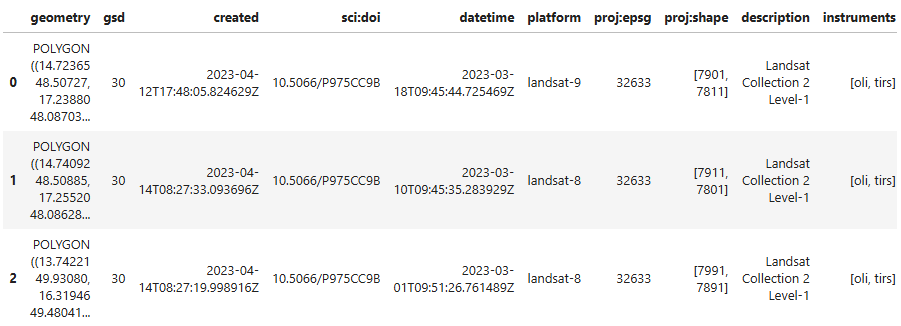 geometry gsd created sci:doi datetime platform proj:epsg proj:shape description instruments
0 POLYGON ((14.72365 48.50727, 17.23880 48.08703... 30 2023-04-12T17:48:05.824629Z 10.5066/P975CC9B 2023-03-18T09:45:44.725469Z landsat-9 32633 [7901, 7811] Landsat Collection 2 Level-1 [oli, tirs]
1 POLYGON ((14.74092 48.50885, 17.25520 48.08628... 30 2023-04-14T08:27:33.093696Z 10.5066/P975CC9B 2023-03-10T09:45:35.283929Z landsat-8 32633 [7911, 7801] Landsat Collection 2 Level-1 [oli, tirs]
2 POLYGON ((13.74221 49.93080, 16.31946 49.48041... 30 2023-04-14T08:27:19.998916Z 10.5066/P975CC9B 2023-03-01T09:51:26.761489Z landsat-8 32633 [7991, 7891] Landsat Collection 2 Level-1 [oli, tirs]